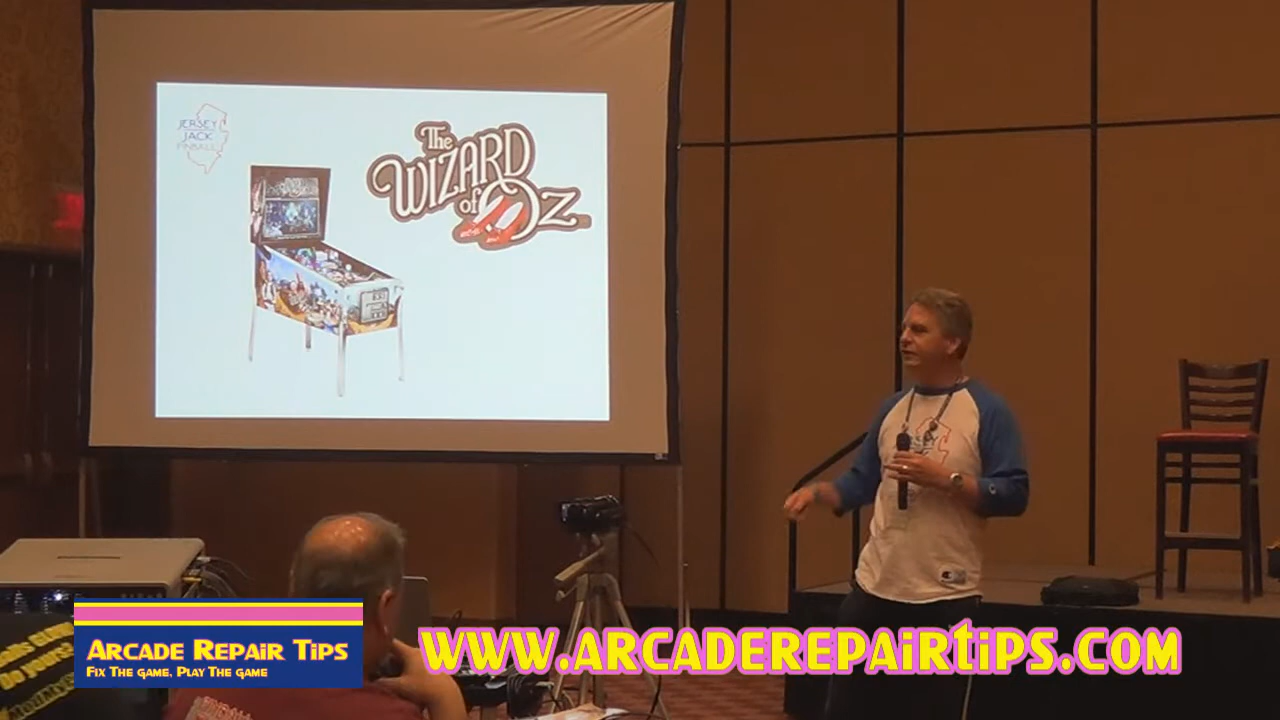 JERSEY
JACK
PINBALL
The
WIZARD
of OZ
ARCADE REPAIR TIPS
FIX THE GAME, PLAY THE GAME
www.ARCADEREPAIRTIPS.COM